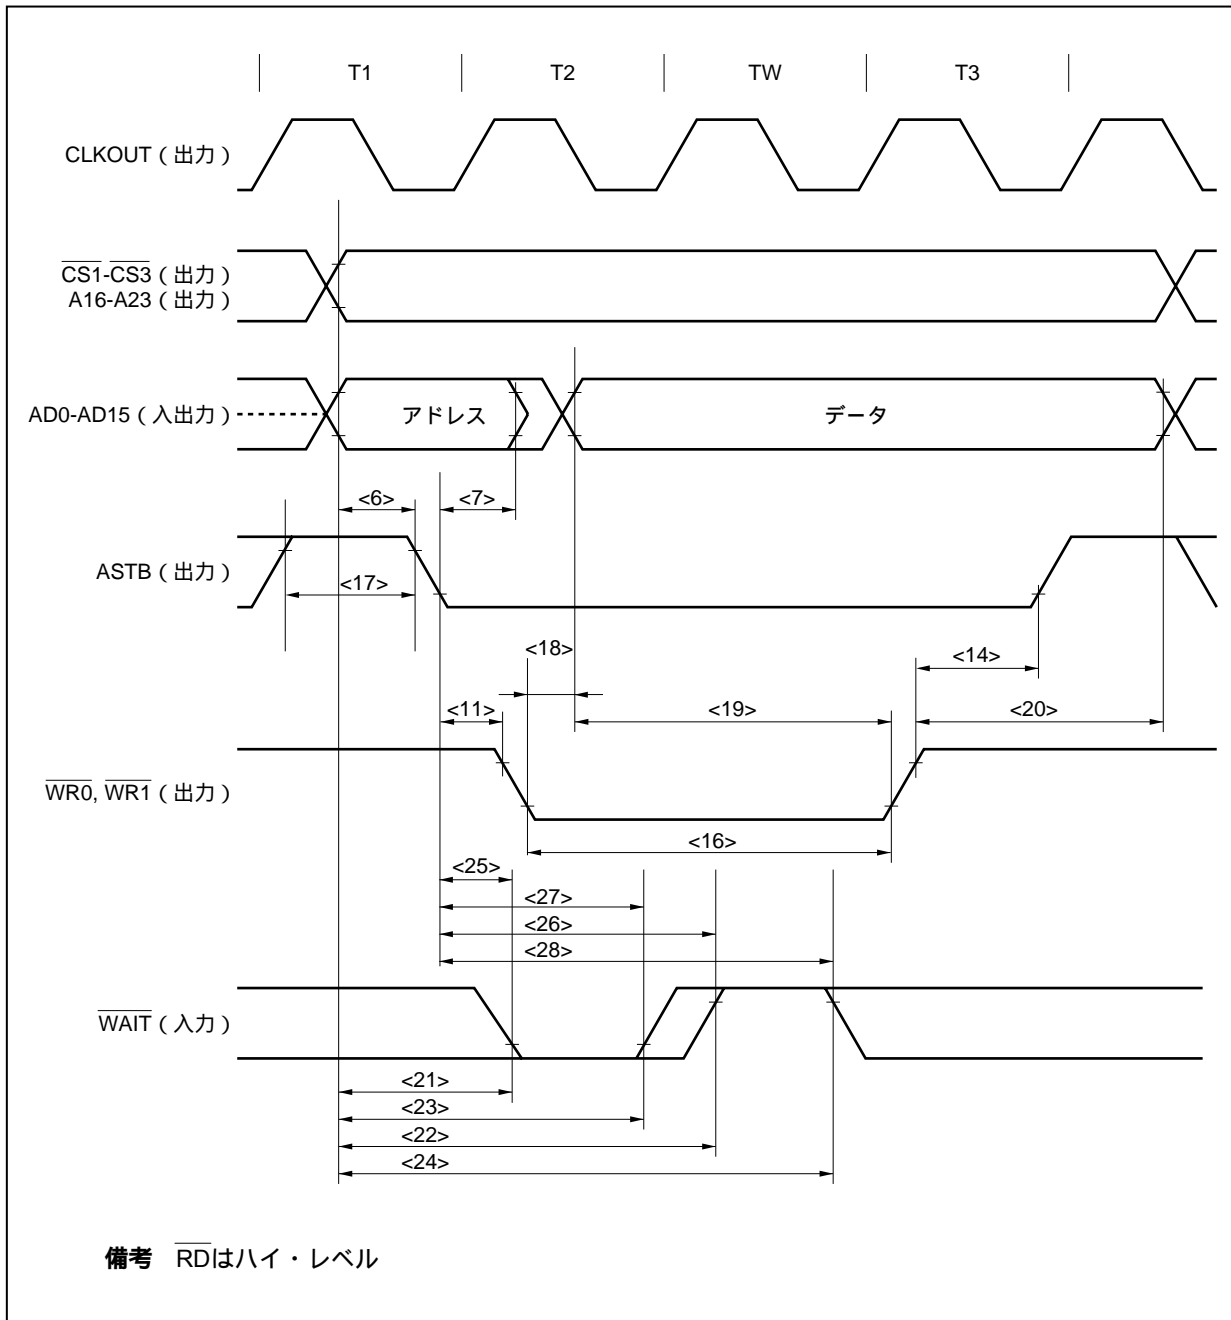 T1 T2 TW T3
CLKOUT（出力）
CS1-CS3（出力）
A16-A23（出力）
AD0-AD15（入出力）
アドレス データ
<6> <7>
ASTB（出力）
<17>
<18> <14>
<11> <19> <20>
WR0, WR1（出力）
<16>
<25>
<27>
<26>
<28>
WAIT（入力）
<21>
<23>
<22>
<24>
備考 RDはハイ・レベル